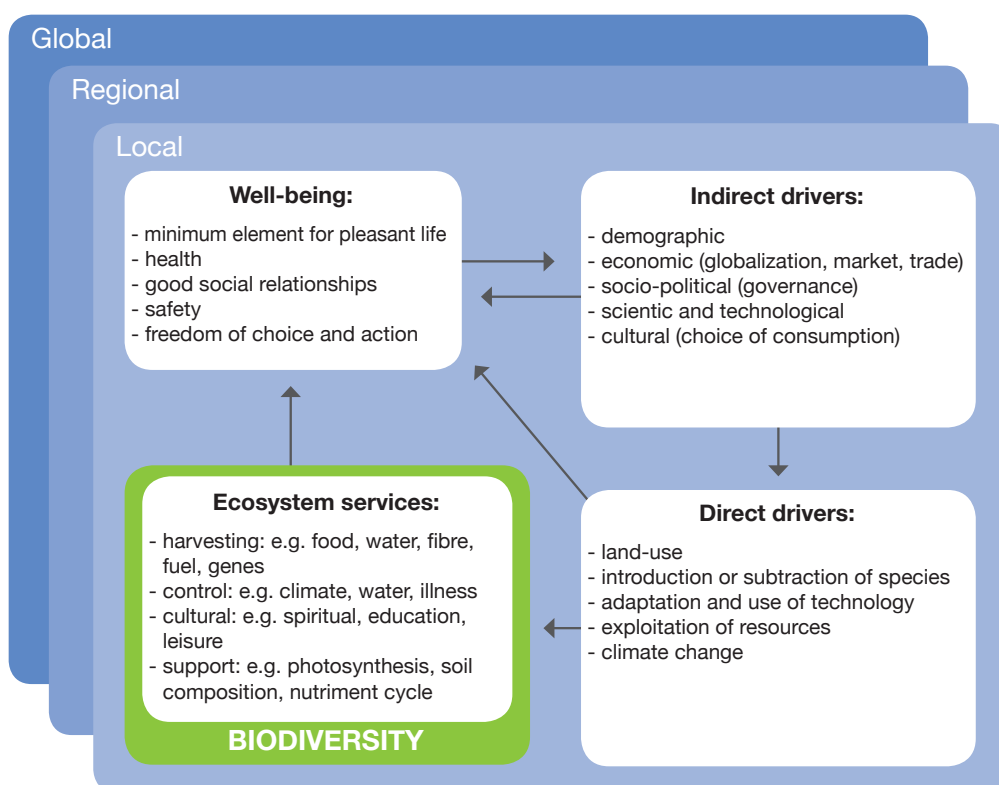 Global
Regional
Local
Well-being:
- minimum element for pleasant life
- health
- good social relationships
- safety
- freedom of choice and action
Indirect drivers:
- demographic
- economic (globalization, market, trade)
- socio-political (governance)
- scientic and technological
- cultural (choice of consumption)
Ecosystem services:
- harvesting: e.g. food, water, fibre,
fuel, genes
- control: e.g. climate, water, illness
- cultural: e.g. spiritual, education,
leisure
- support: e.g. photosynthesis, soil
composition, nutriment cycle
BIODIVERSITY
Direct drivers:
- land-use
- introduction or subtraction of species
- adaptation and use of technology
- exploitation of resources
- climate change